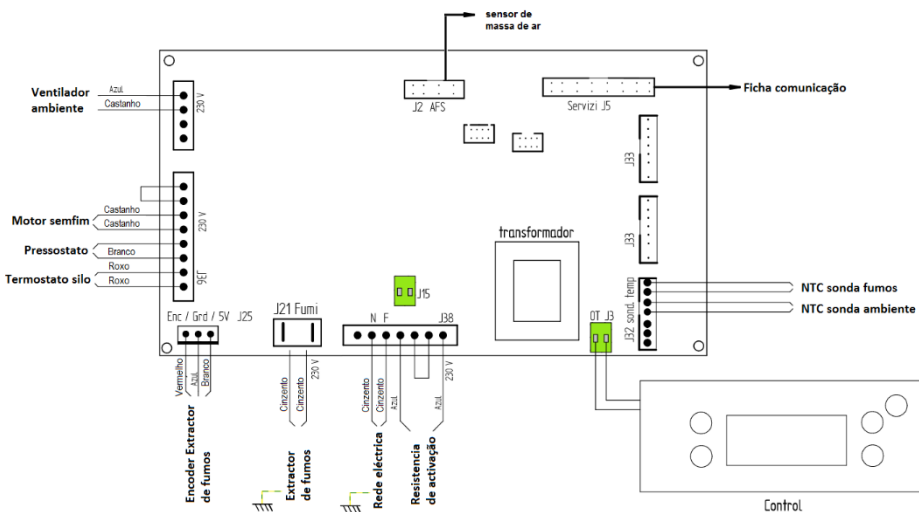 sensor de
massa de ar
Ventilador
ambiente
Azul
Castanho
230 V
J2 AFS
Servizi J5
Ficha comunicação
J33
J33
Motor semfim
Castanho
Castanho
230 V
Pressostato
Branco
Termostato silo
Roxo
Roxo
J36
transformador
J15
J32 sond. temp
NTC sonda fumos
NTC sonda ambiente
Enc / Grd / 5V J25
J21 Fumi
N F
J38
OT J3
Vermelho
Azul
Branco
Cinzento
Cinzento
230 V
Cinzento
Cinzento
Azul
Azul
230 V
Encoder Extractor
de fumos
Extractor
de fumos
Rede eléctrica
Resistencia
de activação
Control